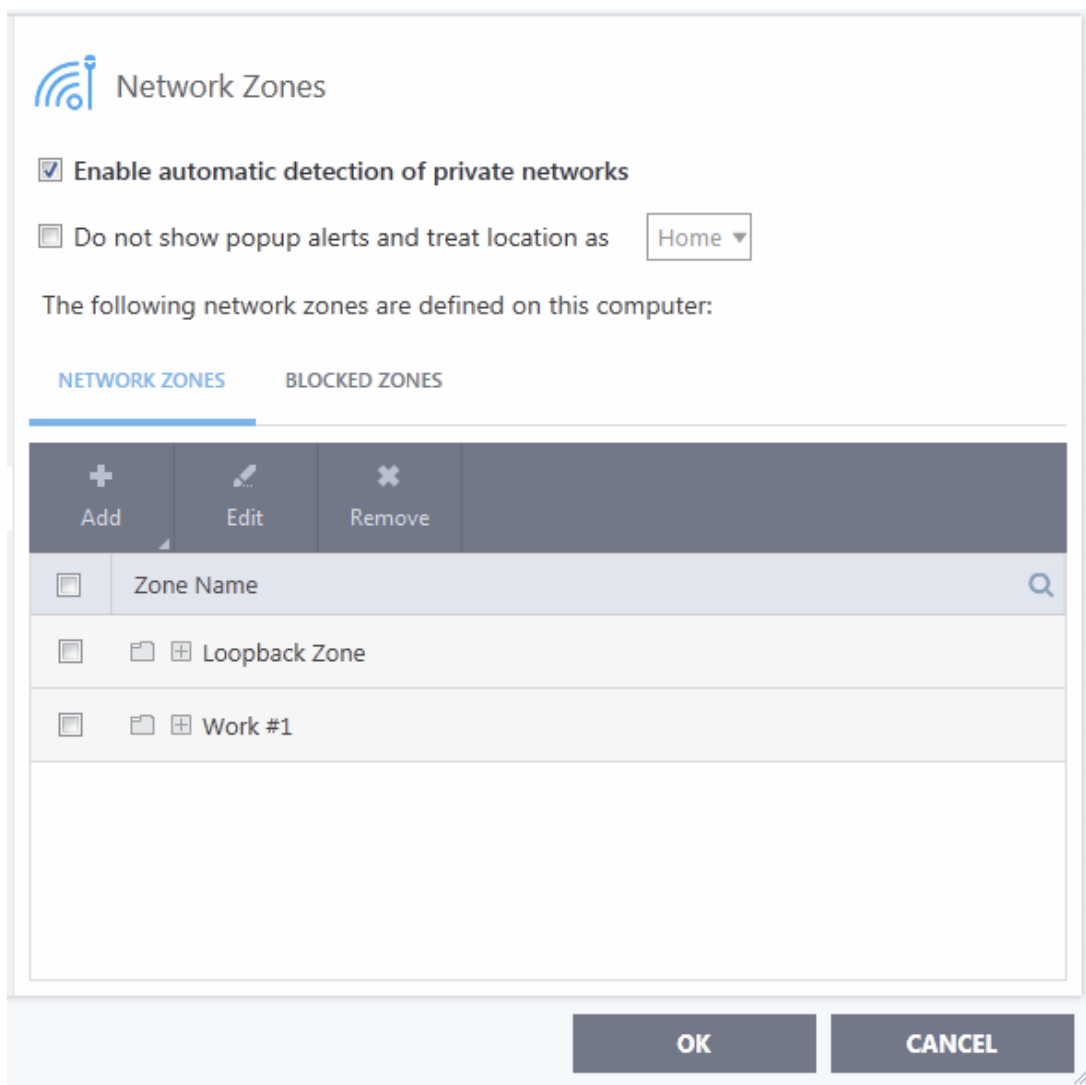 Network Zones
Enable automatic detection of private networks
Do not show popup alerts and treat location as Home
The following network zones are defined on this computer:
NETWORK ZONES BLOCKED ZONES
Add Edit Remove
Zone Name
Loopback Zone
Work #1
OK CANCEL